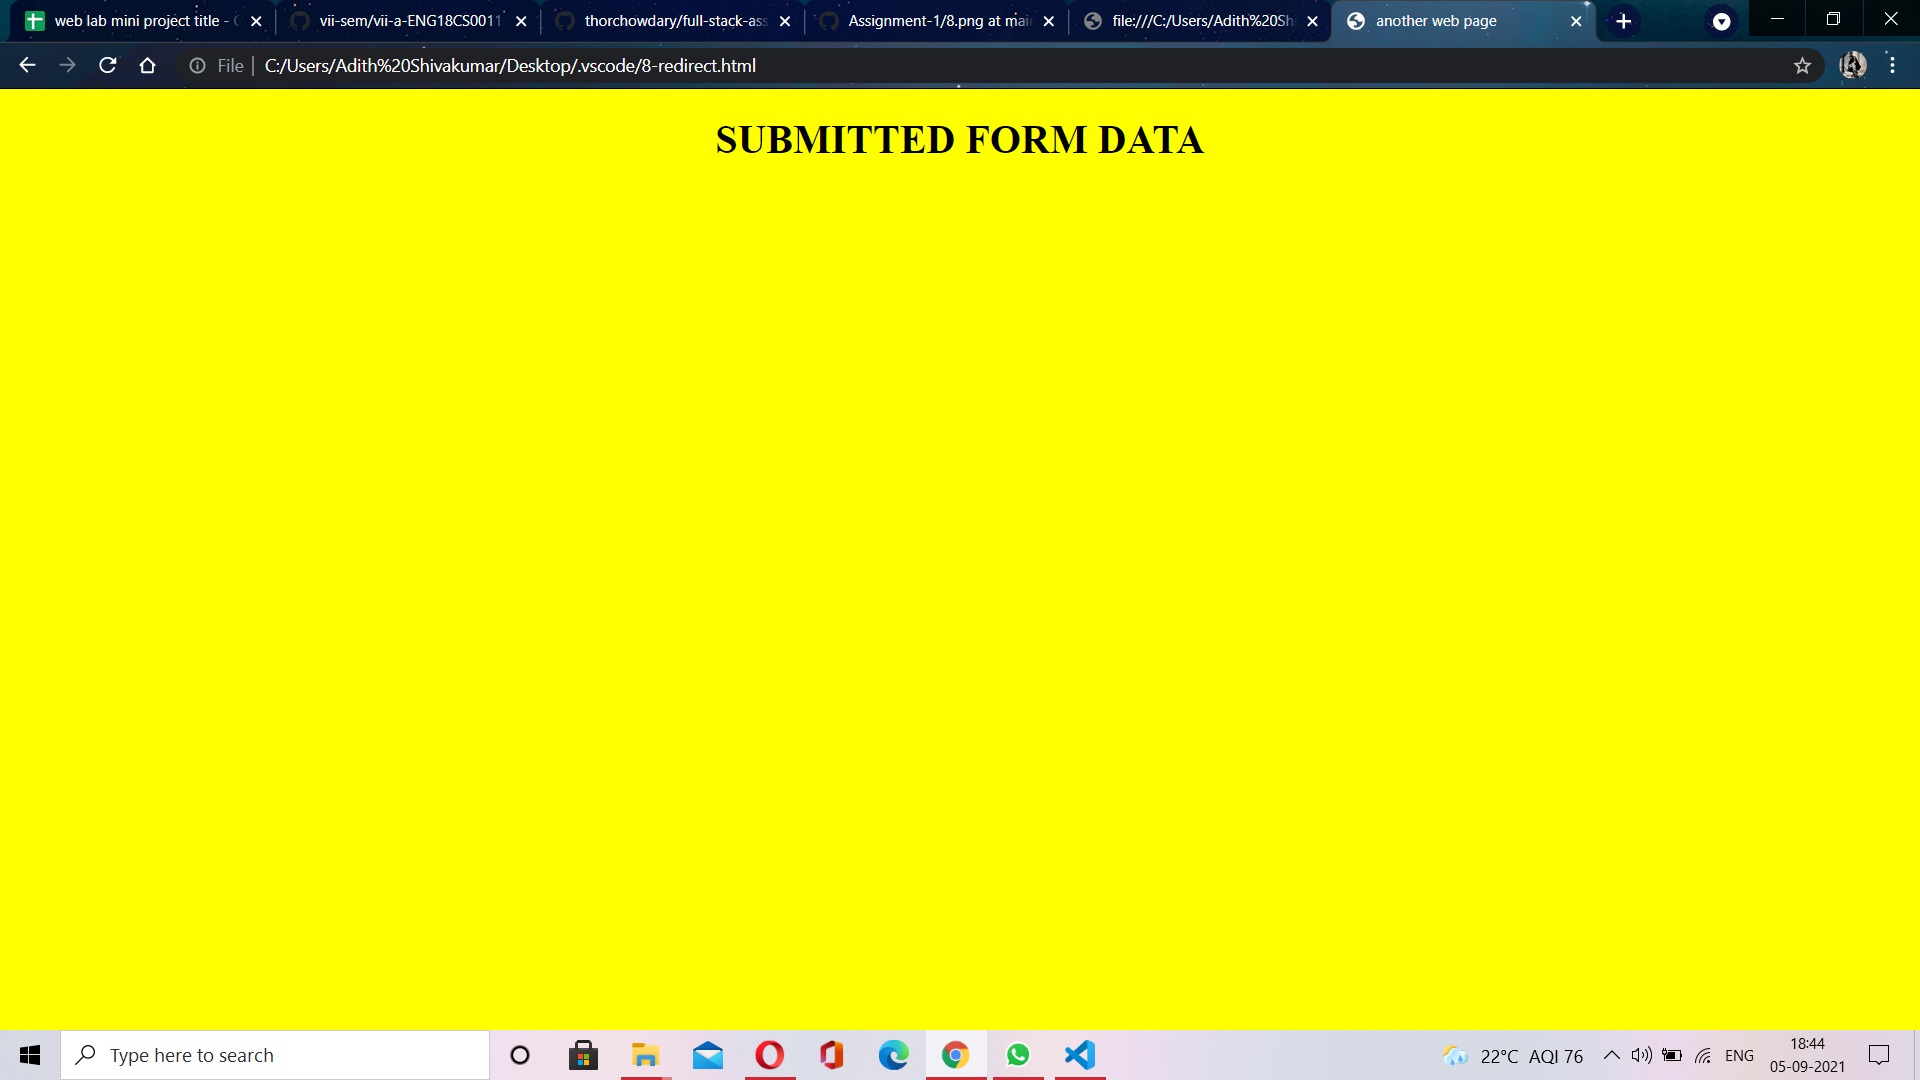 web lab mini project title -
vii-sem/vii-a-ENG18CS0011
thorchowdary/full-stack-ass
Assignment-1/8.png at mai
file:///C:/Users/Adith%20Shi
another web page
File
C:/Users/Adith%20Shivakumar/Desktop/.vscode/8-redirect.html
SUBMITTED FORM DATA
Type here to search
22°C AQI 76
ENG
18:44
05-09-2021